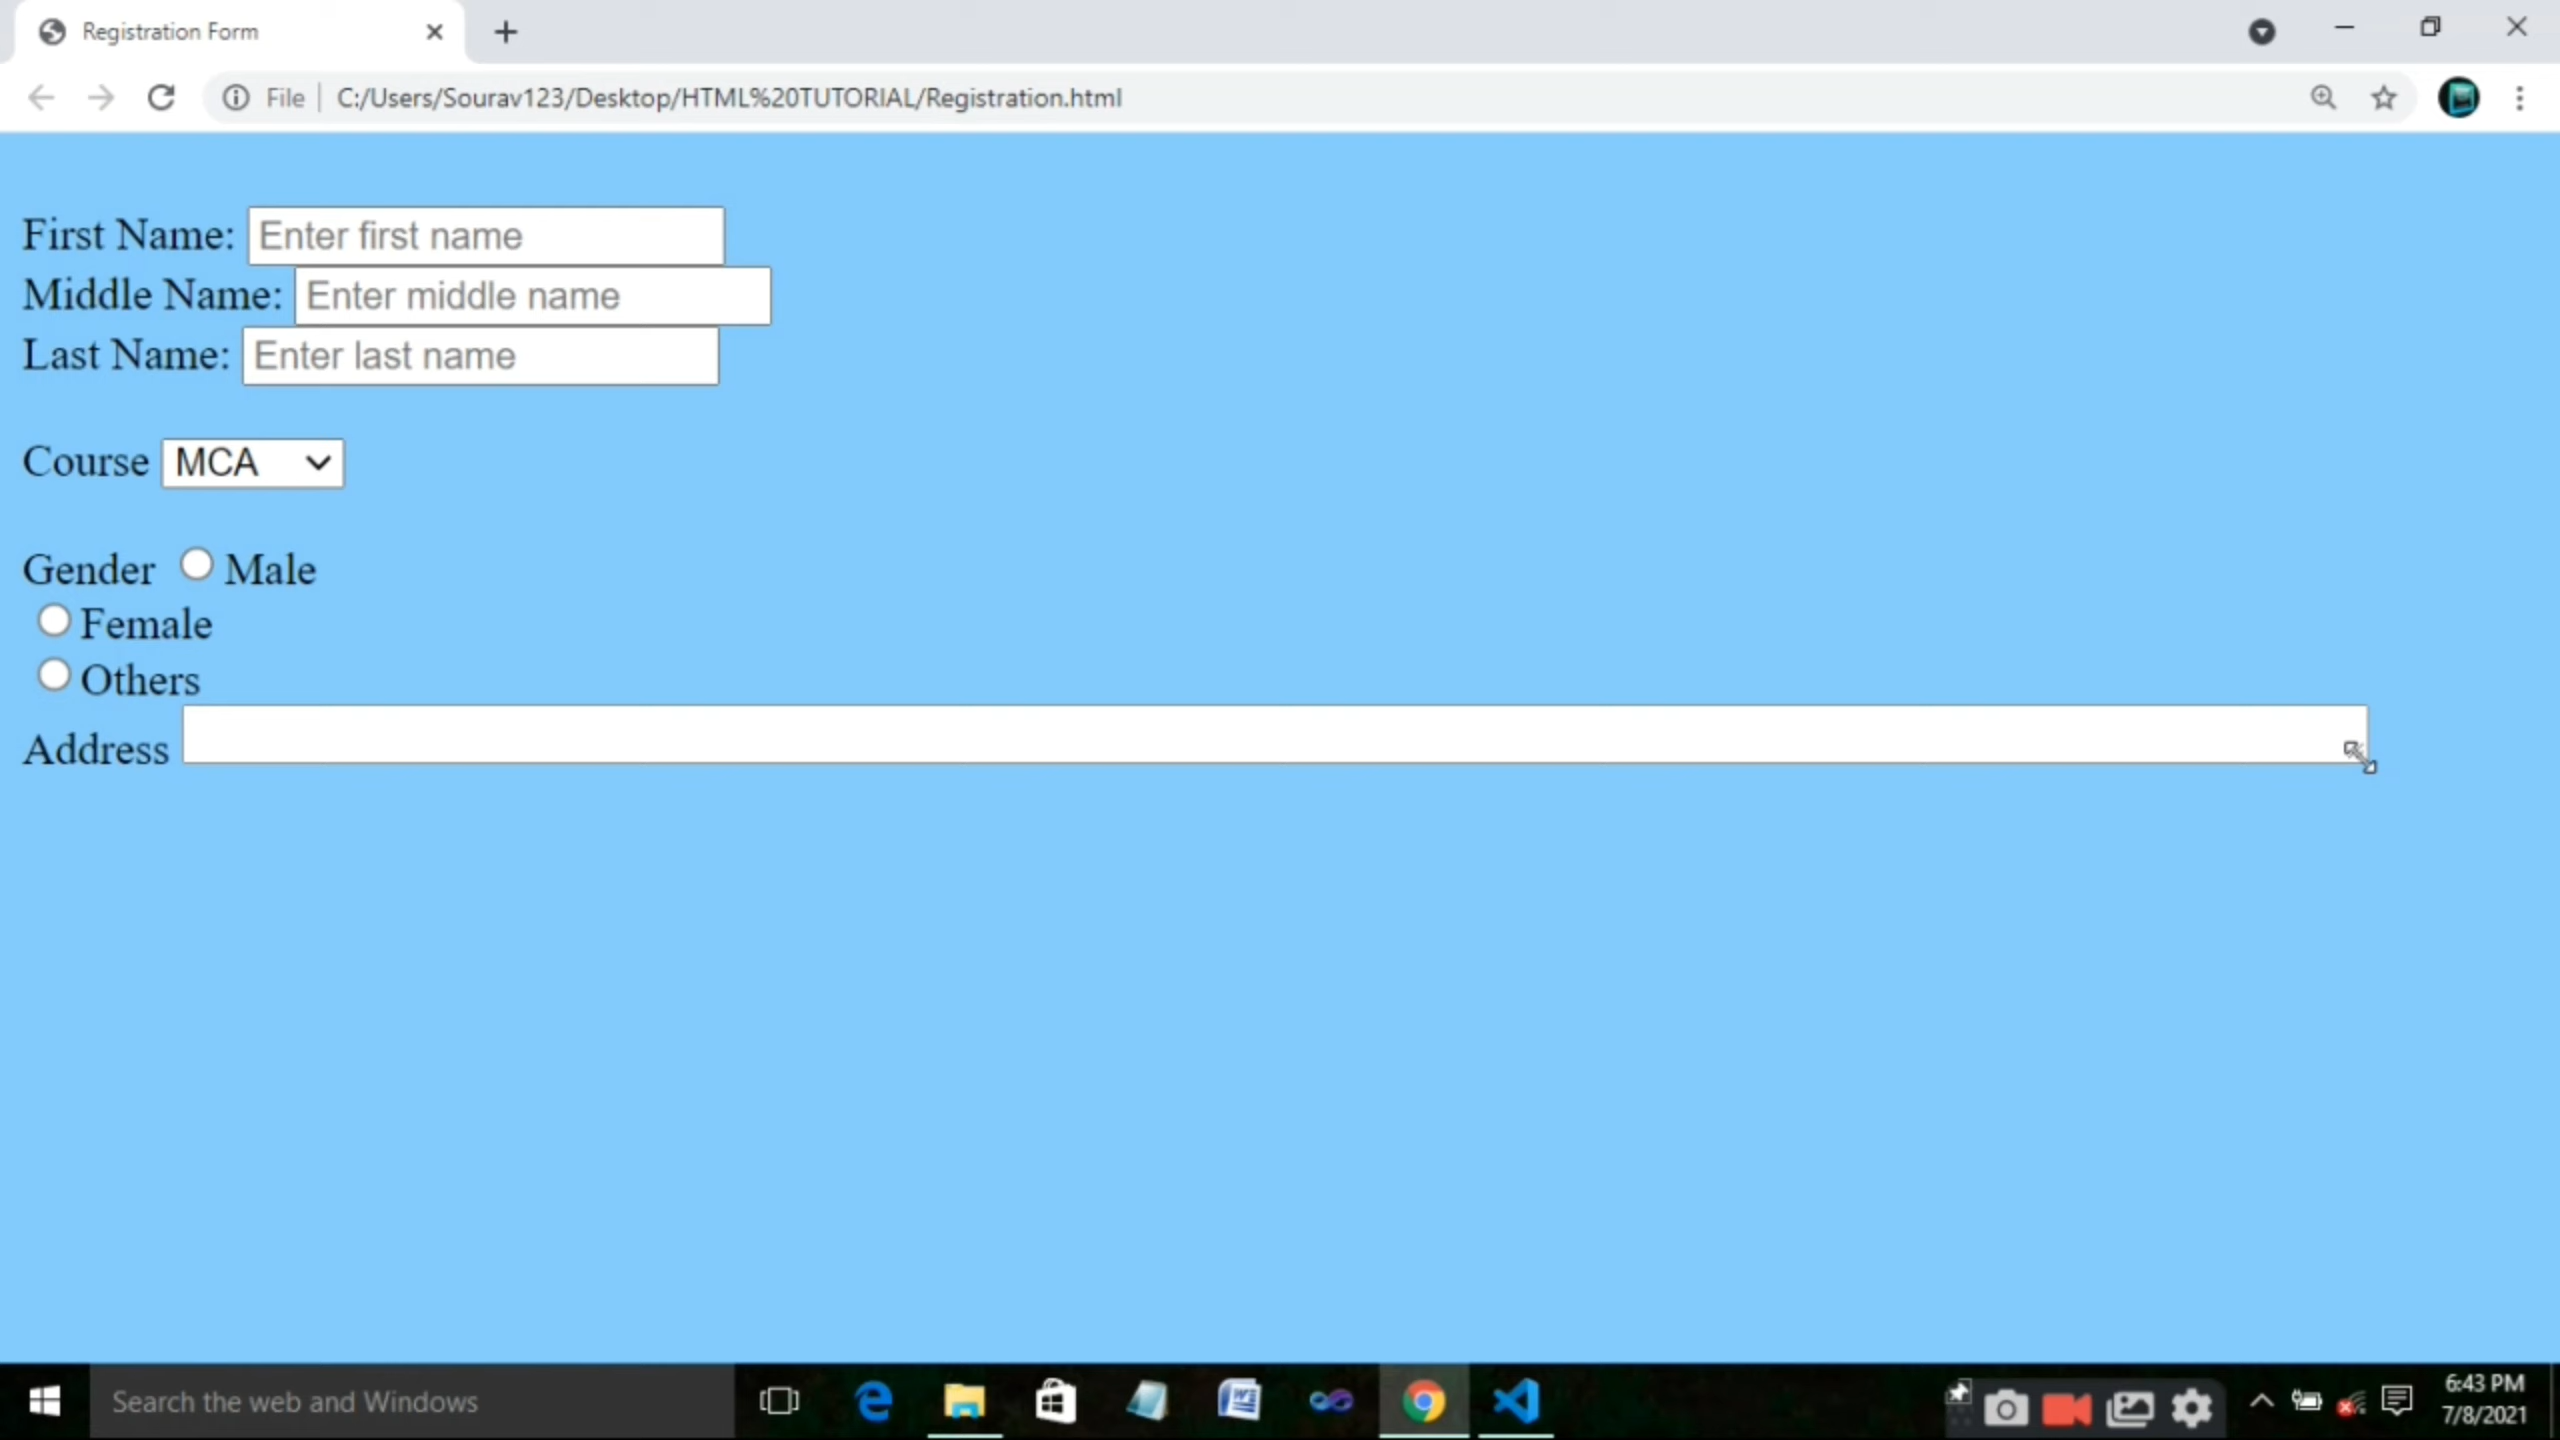 Registration Form
File | C:/Users/Sourav123/Desktop/HTML%20TUTORIAL/Registration.html
First Name: Enter first name
Middle Name: Enter middle name
Last Name: Enter last name
Course MCA
Gender Male
Female
Others
Address
Search the web and Windows
6:43 PM
7/8/2021